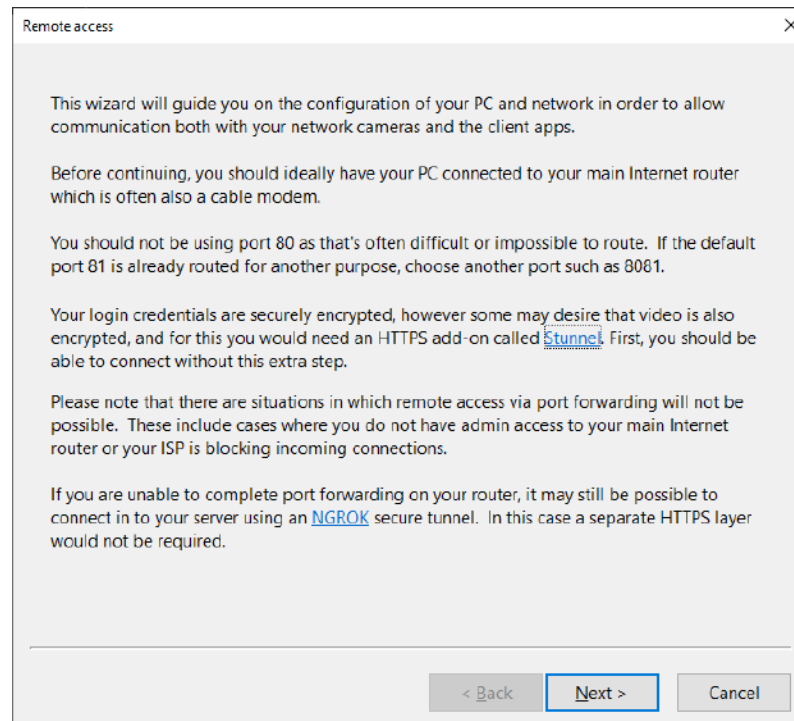 Remote access
This wizard will guide you on the configuration of your PC and network in order to allow
communication both with your network cameras and the client apps.
Before continuing, you should ideally have your PC connected to your main Internet router
which is often also a cable modem.
You should not be using port 80 as that's often difficult or impossible to route.  If the default
port 81 is already routed for another purpose, choose another port such as 8081.
Your login credentials are securely encrypted, however some may desire that video is also
encrypted, and for this you would need an HTTPS add-on called Stunnel. First, you should be
able to connect without this extra step.
Please note that there are situations in which remote access via port forwarding will not be
possible.  These include cases where you do not have admin access to your main Internet
router or your ISP is blocking incoming connections.
If you are unable to complete port forwarding on your router, it may still be possible to
connect in to your server using an NGROK secure tunnel.  In this case a separate HTTPS layer
would not be required.
< Back Next > Cancel